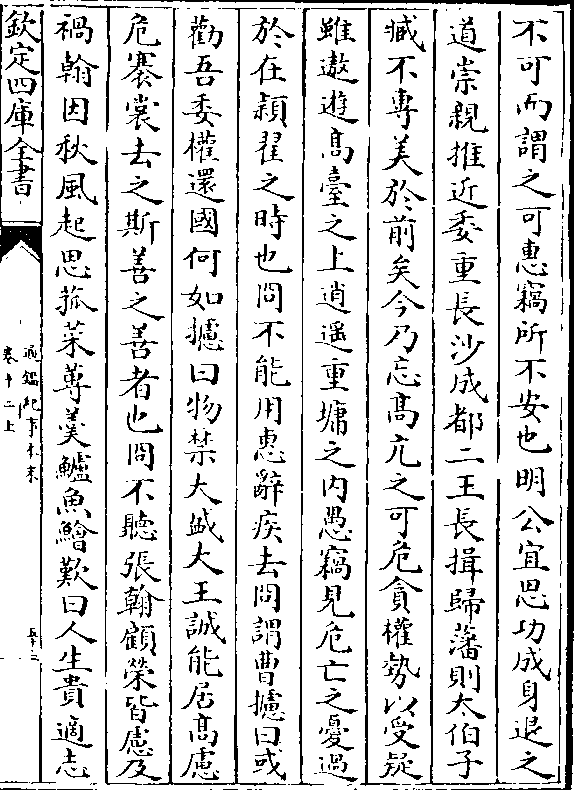 不可而謂之可惠竊所不安也明公宜思功成身退之
道崇親推近委重長沙成都二王長揖歸藩則太伯子
臧不專美於前矣今乃忘髙亢之可危貪權勢以受疑
雖遨遊髙臺之上逍遥重墉之内愚竊見危亡之憂過
於在潁翟之時也冏不能用惠辭疾去冏謂曹攄曰或
勸吾委權還國何如攄曰物禁太盛大王誠能居髙慮
危褰裳去之斯善之善者也冏不聽張翰顧榮皆慮及
禍翰因秋風起思菰菜蓴羮鱸魚鱠歎曰人生貴適志
欽定四庫全書
通鑑紀事本末
卷十二上